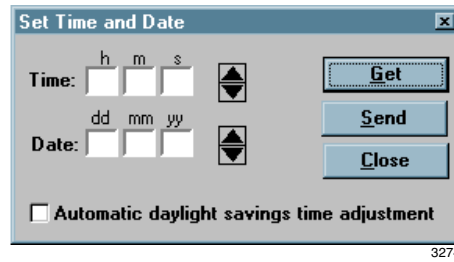 Set Time and Date
h m s
Time:
Get
dd mm yy
Send
Date:
Close
Automatic daylight savings time adjustment